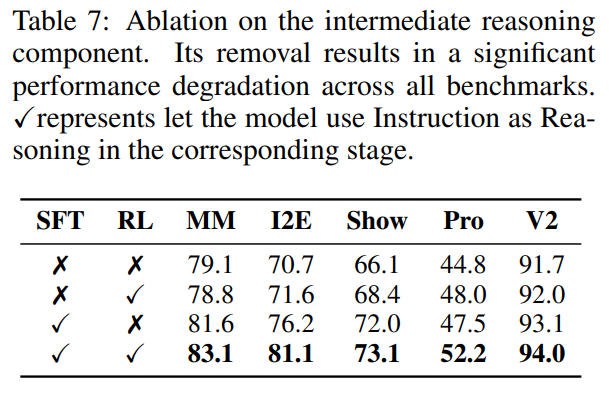 Table 7: Ablation on the intermediate reasoning
component. Its removal results in a significant
performance degradation across all benchmarks.
✓represents let the model use Instruction as Rea-
soning in the corresponding stage.
SFT RL MM I2E Show Pro V2
✗ ✗ 79.1 70.7 66.1 44.8 91.7
✗ ✓ 78.8 71.6 68.4 48.0 92.0
✓ ✗ 81.6 76.2 72.0 47.5 93.1
✓ ✓ 83.1 81.1 73.1 52.2 94.0